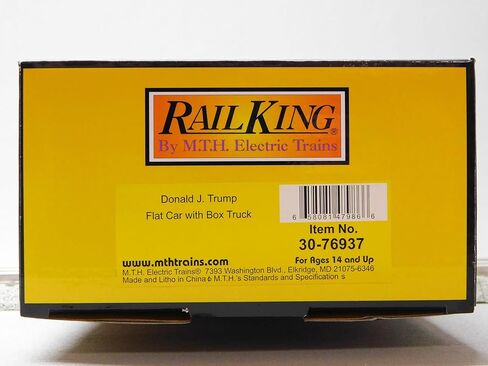 RAILKING®
By M.T.H. Electric Trains
Donald J. Trump
Flat Car with Box Truck
6 58081 47986 6
Item No.
30-76937
For Ages 14 and Up
www.mthtrains.com
M.T.H. Electric Trains® 7393 Washington Blvd., Elkridge, MD 21075-6346
Made and Litho in China ¢ M.T.H.'s Standards and Specification s